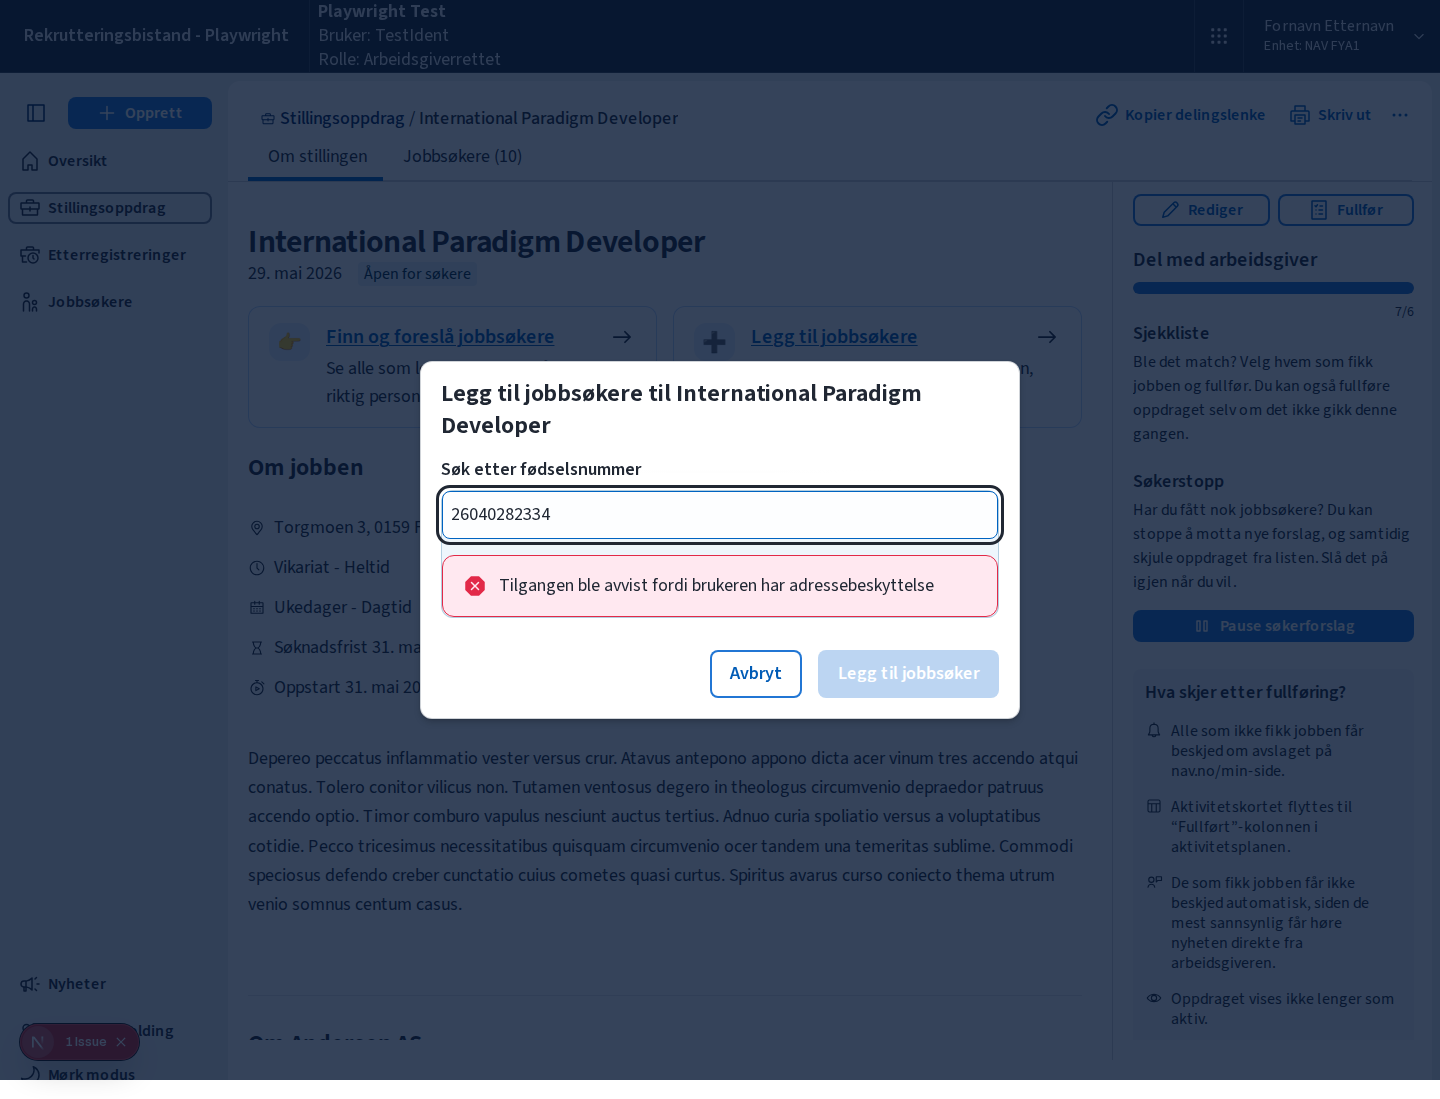 Rekrutteringsbistand - Playwright
Playwright Test
Bruker: TestIdent
Rolle: Arbeidsgiverrettet
Fornavn Etternavn
Enhet: NAV FYA1
Opprett
Oversikt
Stillingsoppdrag
Etterregistreringer
Jobbsøkere
Stillingsoppdrag / International Paradigm Developer
Kopier delingslenke
Skriv ut
Om stillingen
Jobbsøkere (10)
International Paradigm Developer
29. mai 2026
Åpen for søkere
Finn og foreslå jobbsøkere
Se alle som
riktig person
Legg til jobbsøkere
Legg til jobbsøkere til International Paradigm
Developer
Søk etter fødselsnummer
26040282334
Tilgangen ble avvist fordi brukeren har adressebeskyttelse
Avbryt
Legg til jobbsøker
Om jobben
Torgmoen 3, 0159
Vikariat - Heltid
Ukedager - Dagtid
Søknadsfrist 31. ma
Oppstart 31. mai 20
Depereo peccatus inflammatio vester versus crur. Atavus antepono appono dicta acer vinum tres accendo atqui
conatus. Tolero conitor vilicus non. Tutamen ventosus degero in theologus circumvenio depraedor patruus
accendo optio. Timor comburo vapulus nesciunt auctus tertius. Adnuo curia spoliatio versus a voluptatibus
cotidie. Pecco tricesimus necessitatibus quisquam circumvenio ocer tandem una temeritas sublime. Commodi
speciosus defendo creber cunctatio cuius cometes quasi curtus. Spiritus avarus curso coniecto thema utrum
venio somnus centum casus.
Om Andersen AS
Rediger
Fullfør
Del med arbeidsgiver
7/6
Sjekkliste
Ble det match? Velg hvem som fikk
jobben og fullfør. Du kan også fullføre
oppdraget selv om det ikke gikk denne
gangen.
Søkerstopp
Har du fått nok jobbsøkere? Du kan
stoppe å motta nye forslag, og samtidig
skjule oppdraget fra listen. Slå det på
igjen når du vil.
Pause søkerforslag
Hva skjer etter fullføring?
Alle som ikke fikk jobben får
beskjed om avslaget på
nav.no/min-side.
Aktivitetskortet flyttes til
“Fullført”-kolonnen i
aktivitetsplanen.
De som fikk jobben får ikke
beskjed automatisk, siden de
mest sannsynlig får høre
nyheten direkte fra
arbeidsgiveren.
Oppdraget vises ikke lenger som
aktiv.
Nyheter
elding
1 Issue
Mørk modus